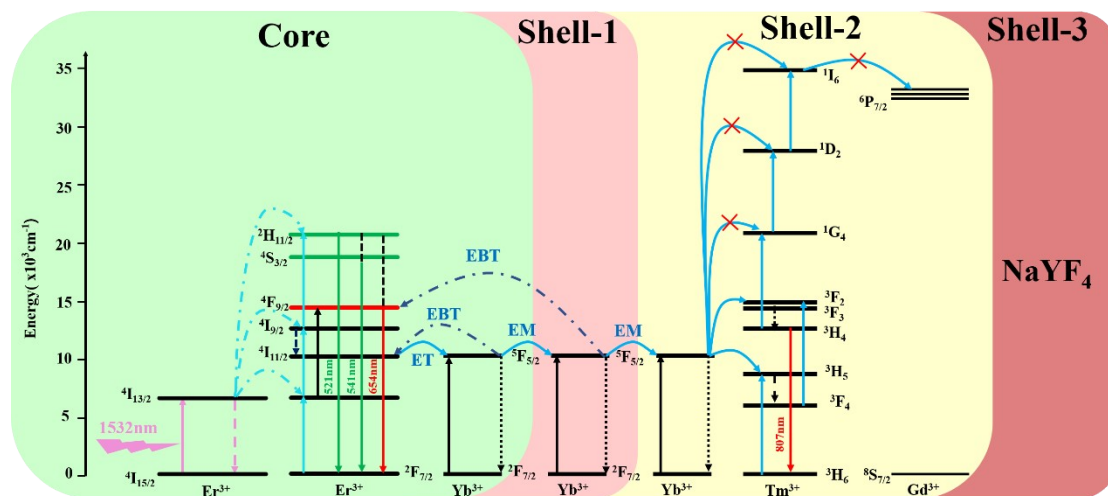 Core
Shell-1
Shell-2
Shell-3
NaYF₄
Energy( x10³cm⁻¹)
35
30
25
20
15
10
5
0
1532nm
⁴I₁₃/₂
⁴I₁₅/₂
Er³⁺
²H₁₁/₂
⁴S₃/₂
⁴F₉/₂
⁴I₉/₂
⁴I₁₁/₂
521nm
541nm
654nm
²F₇/₂
Er³⁺
EBT
EBT
ET
EM
EM
⁵F₅/₂
²F₇/₂
Yb³⁺
⁵F₅/₂
²F₇/₂
Yb³⁺
Yb³⁺
¹I₆
¹D₂
¹G₄
³F₂
³F₃
³H₄
³H₅
³F₄
807nm
³H₆
Tm³⁺
⁶P₇/₂
⁸S₇/₂
Gd³⁺